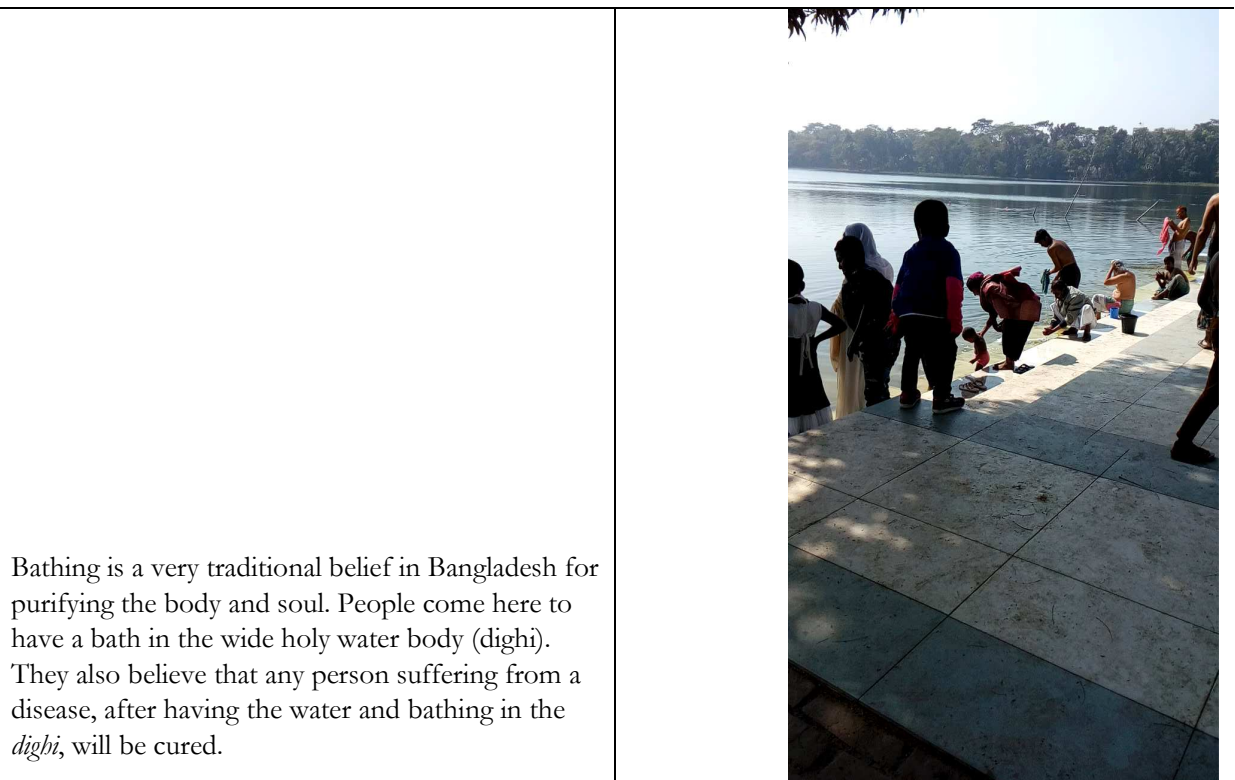 Bathing is a very traditional belief in Bangladesh for
purifying the body and soul. People come here to
have a bath in the wide holy water body (dighi).
They also believe that any person suffering from a
disease, after having the water and bathing in the
dighi, will be cured.